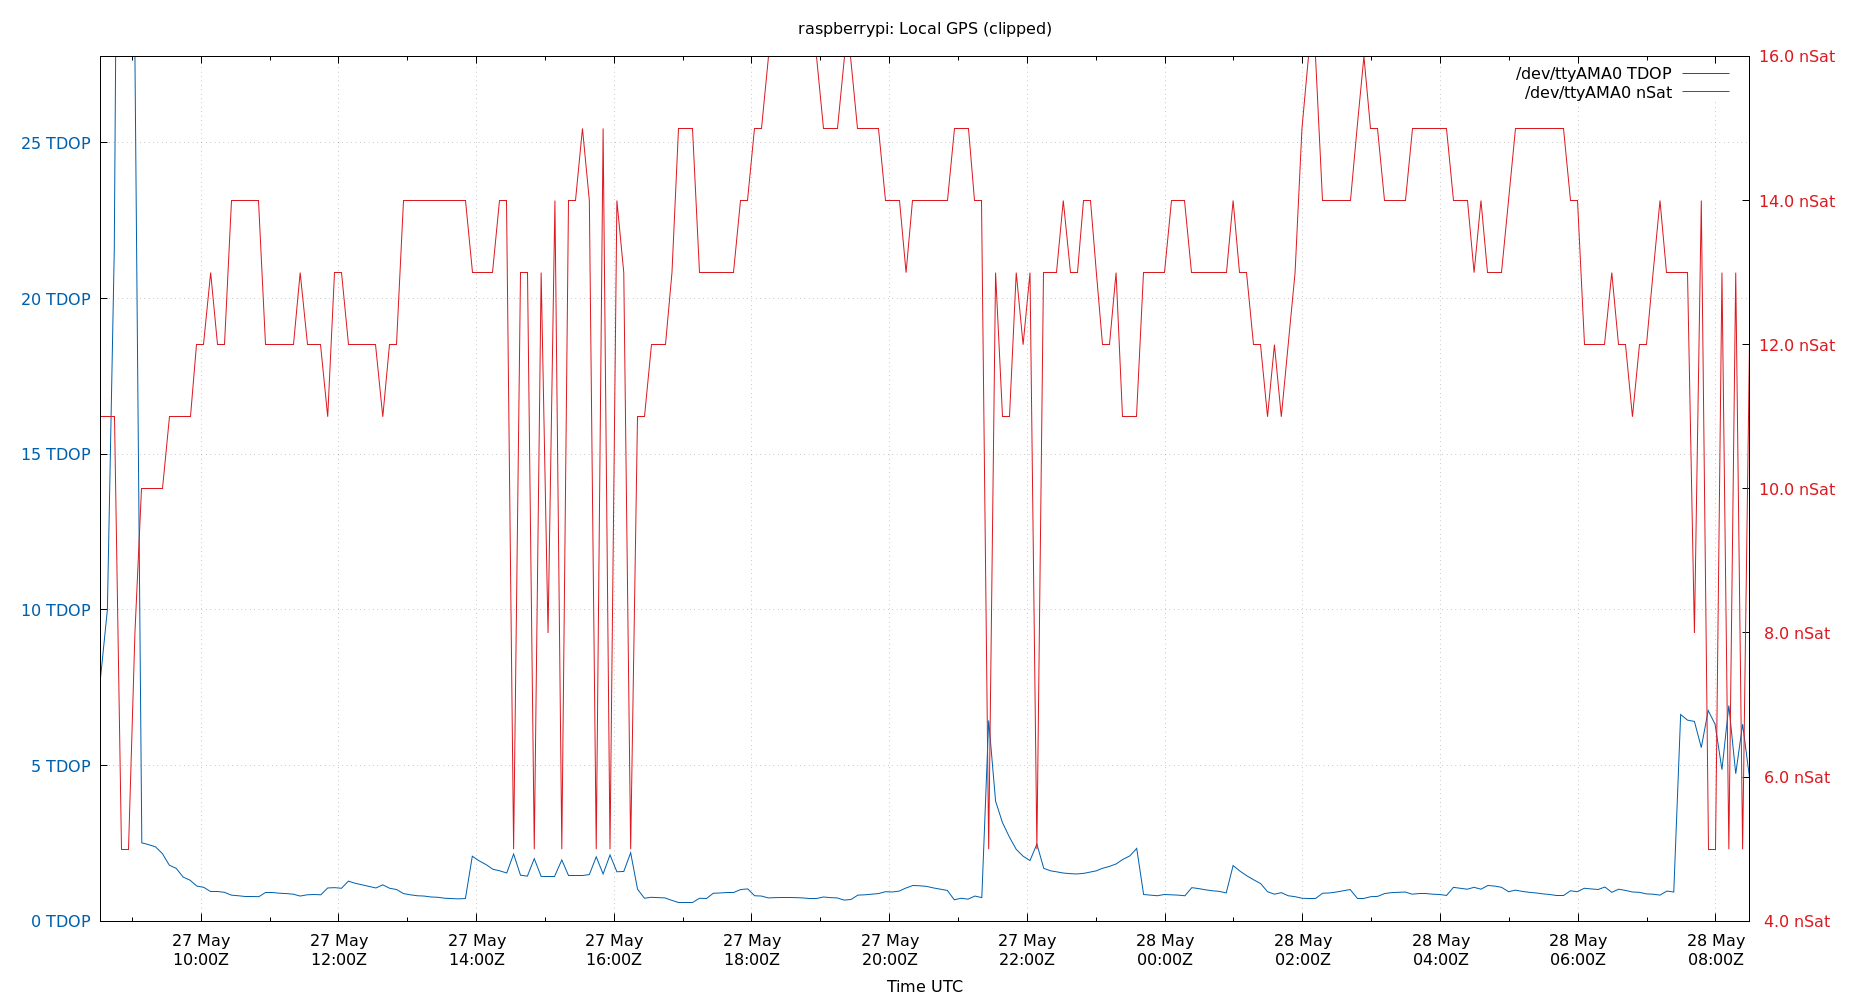 raspberrypi: Local GPS (clipped)
/dev/ttyAMA0 TDOP
/dev/ttyAMA0 nSat
25 TDOP
20 TDOP
15 TDOP
10 TDOP
5 TDOP
0 TDOP
16.0 nSat
14.0 nSat
12.0 nSat
10.0 nSat
8.0 nSat
6.0 nSat
4.0 nSat
27 May
10:00Z
27 May
12:00Z
27 May
14:00Z
27 May
16:00Z
27 May
18:00Z
27 May
20:00Z
27 May
22:00Z
28 May
00:00Z
28 May
02:00Z
28 May
04:00Z
28 May
06:00Z
28 May
08:00Z
Time UTC